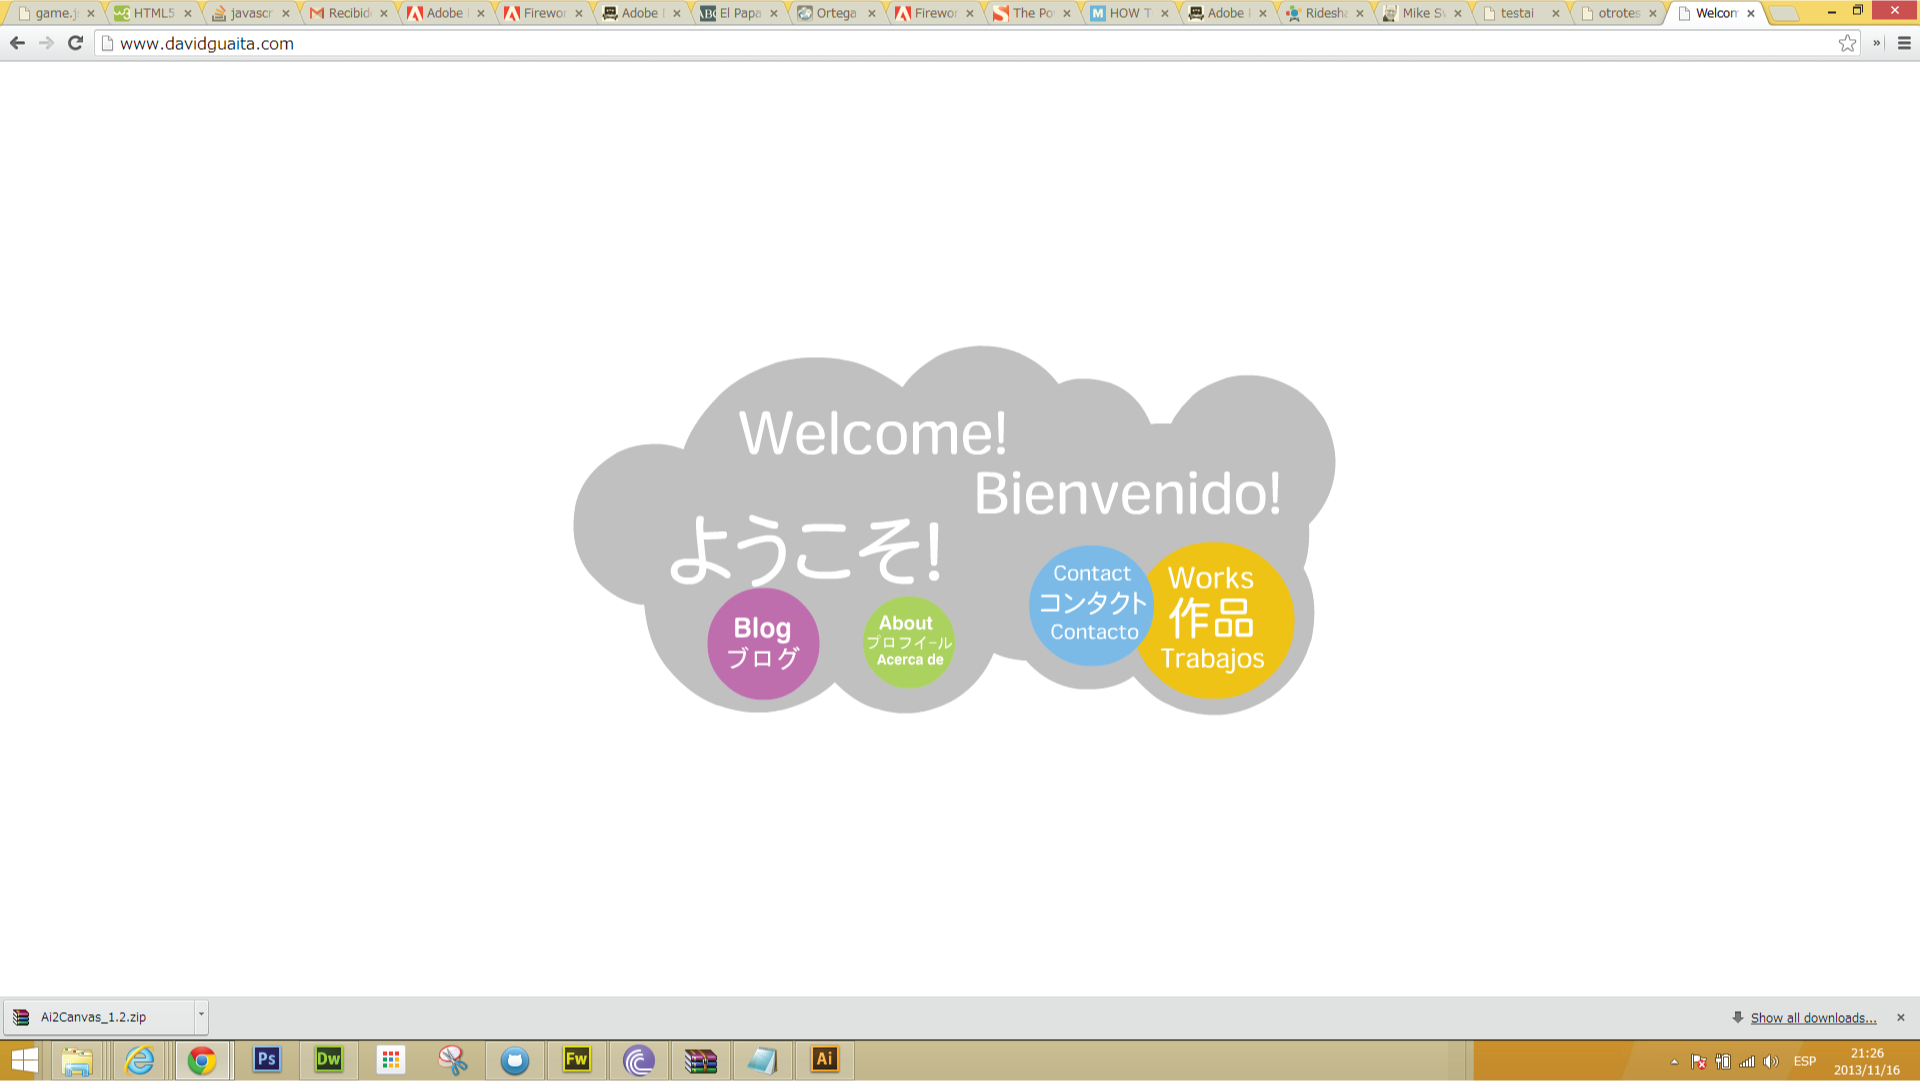 game.j
HTML5
javascr
Recibid
Adobe
Firewor
Adobe
El Papa
Ortega
Firewor
The Po
HOW T
Adobe
Ridesh
Mike S
testai
otrotes
Welcom
www.davidguaita.com
Welcome!
Bienvenido!
ようこそ!
Blog
ブログ
About
プロフィール
Acerca de
Contact
コンタクト
Contacto
Works
作品
Trabajos
Ai2Canvas_1.2.zip
Show all downloads...
Ps
Dw
Fw
Ai
ESP
21:26
2013/11/16